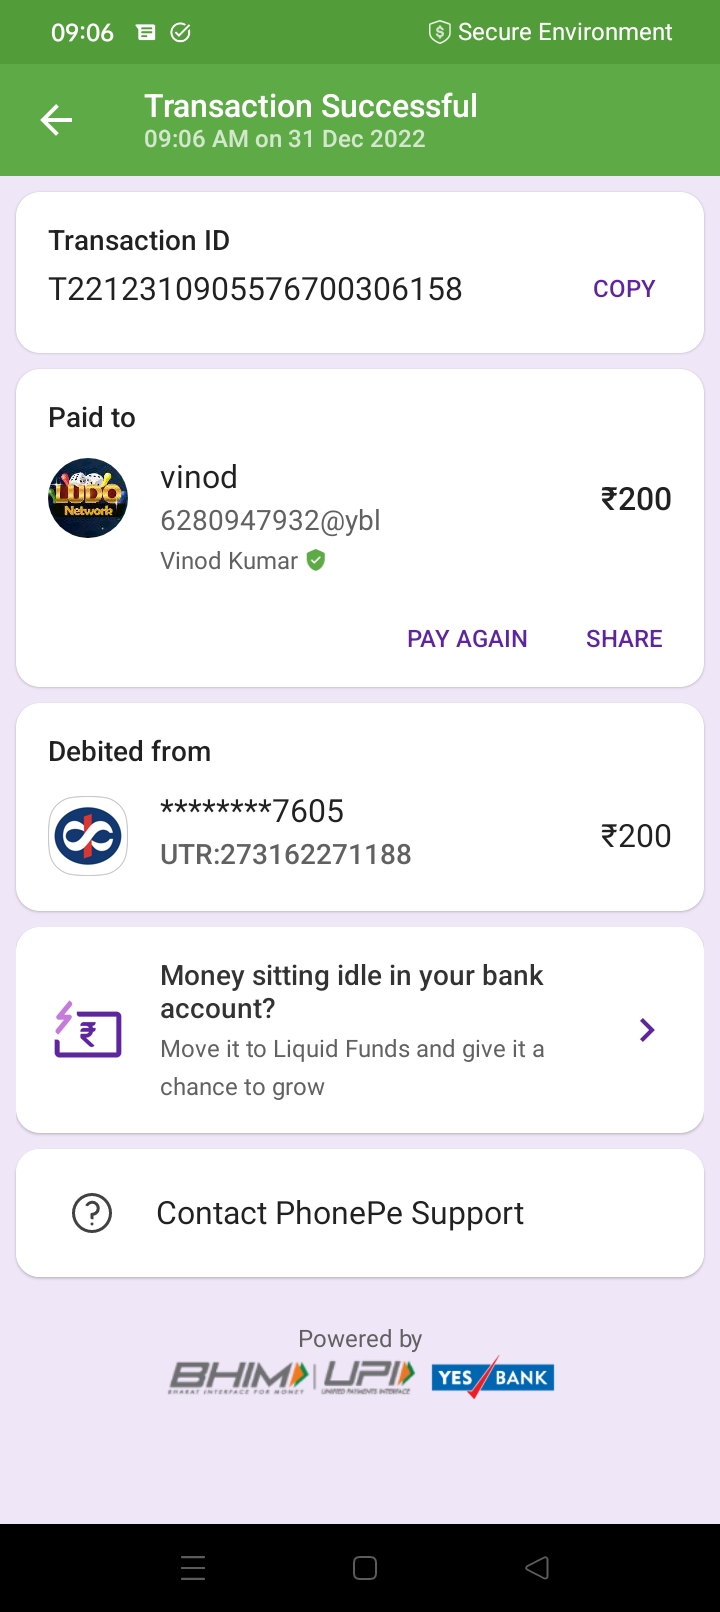 09:06
Secure Environment
Transaction Successful
09:06 AM on 31 Dec 2022
Transaction ID
T2212310905576700306158
COPY
Paid to
LUDO
Network
vinod
₹200
6280947932@ybl
Vinod Kumar
PAY AGAIN
SHARE
Debited from
********7605
₹200
UTR:273162271188
Money sitting idle in your bank
account?
Move it to Liquid Funds and give it a
chance to grow
Contact PhonePe Support
Powered by
BHIM | UPI
BHARAT INTERFACE FOR MONEY
UNIFIED PAYMENTS INTERFACE
YES BANK